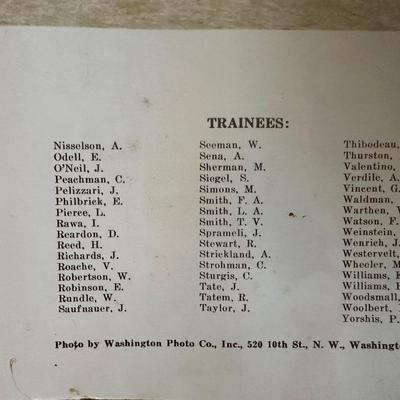 TRAINEES:
Nisselson, A.
Odell, E.
O'Neil, J.
Peachman, C.
Pelizzari, J.
Philbrick, E.
Pierce, L.
Rawa, I.
Reardon, D.
Reed, H.
Richards, J.
Roache, V.
Robertson, W.
Robinson, E.
Rundle, W.
Saufnauer, J.
Seeman, W.
Sena, A.
Sherman, M.
Siegel, S.
Simons, M.
Smith, F. A.
Smith, L. A.
Smith, T. V.
Sprameli, J.
Stewart, R.
Strickland, A.
Strohman, C.
Sturgis, C.
Tate, J.
Tatem, R.
Taylor, J.
Thibodeau,
Thurston,
Valentino,
Verdile, A.
Vincent, G.
Waldman,
Warthen,
Watson, F.
Weinstein,
Wenrich, J.
Westervelt,
Wheeler, M.
Williams,
Williams,
Woodsmall,
Woolbert,
Yorshis, P.
Photo by Washington Photo Co., Inc., 520 10th St., N. W., Washington